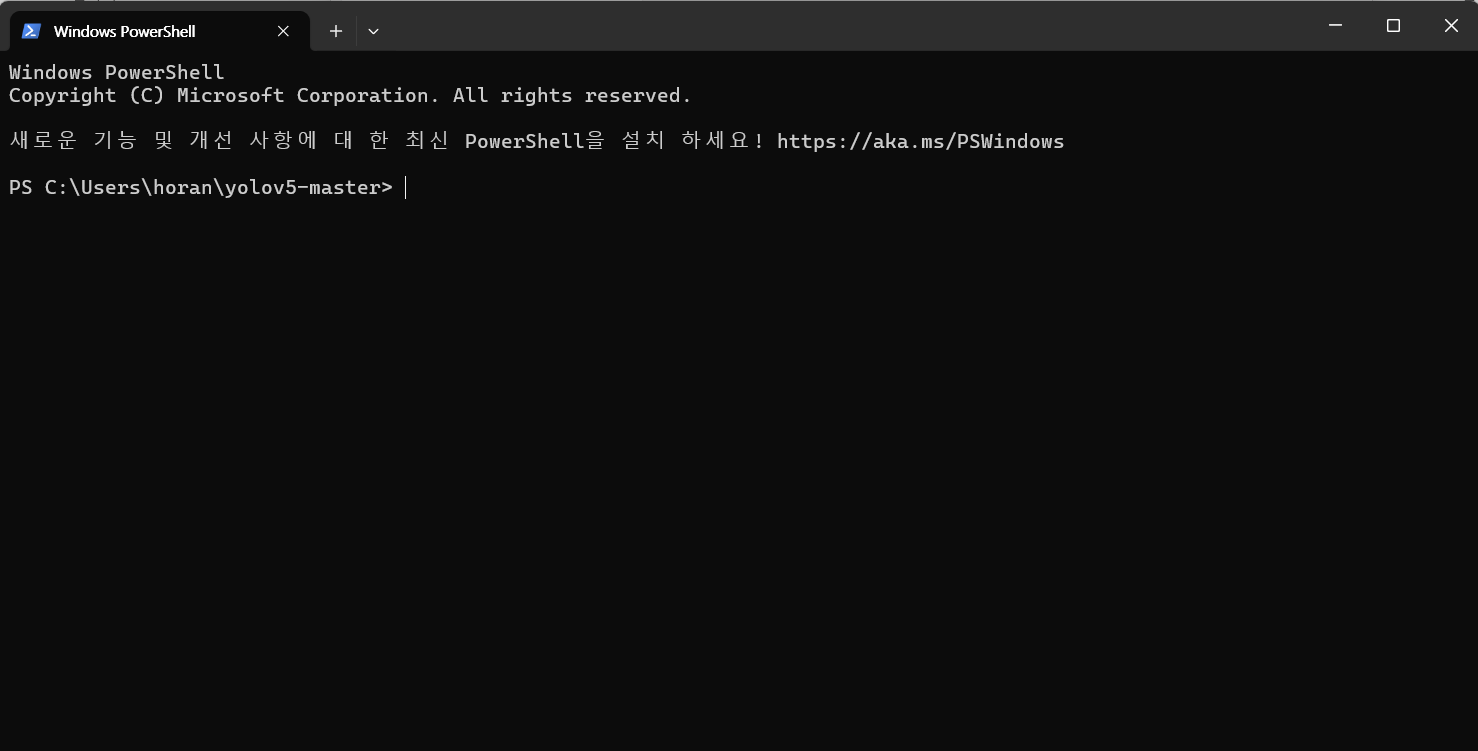 Windows PowerShell
Windows PowerShell
Copyright (C) Microsoft Corporation. All rights reserved.
새로운 기능 및 개선 사항에 대 한 최신 PowerShell을 설치 하세요! https://aka.ms/PSWindows
PS C:\Users\horan\yolov5-master>